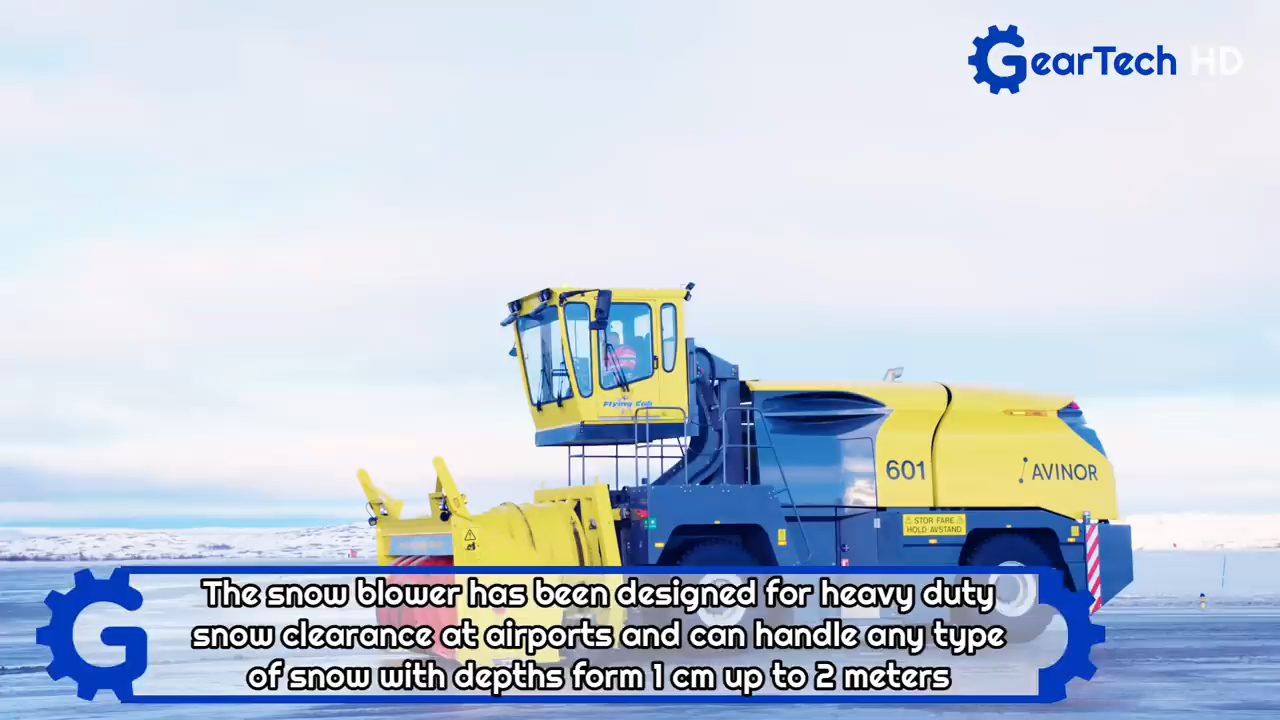 GearTech HD
Flying Cab
601
AVINOR
STOR FARE
HOLD AVSTAND
The snow blower has been designed for heavy duty
snow clearance at airports and can handle any type
of snow with depths form 1 cm up to 2 meters